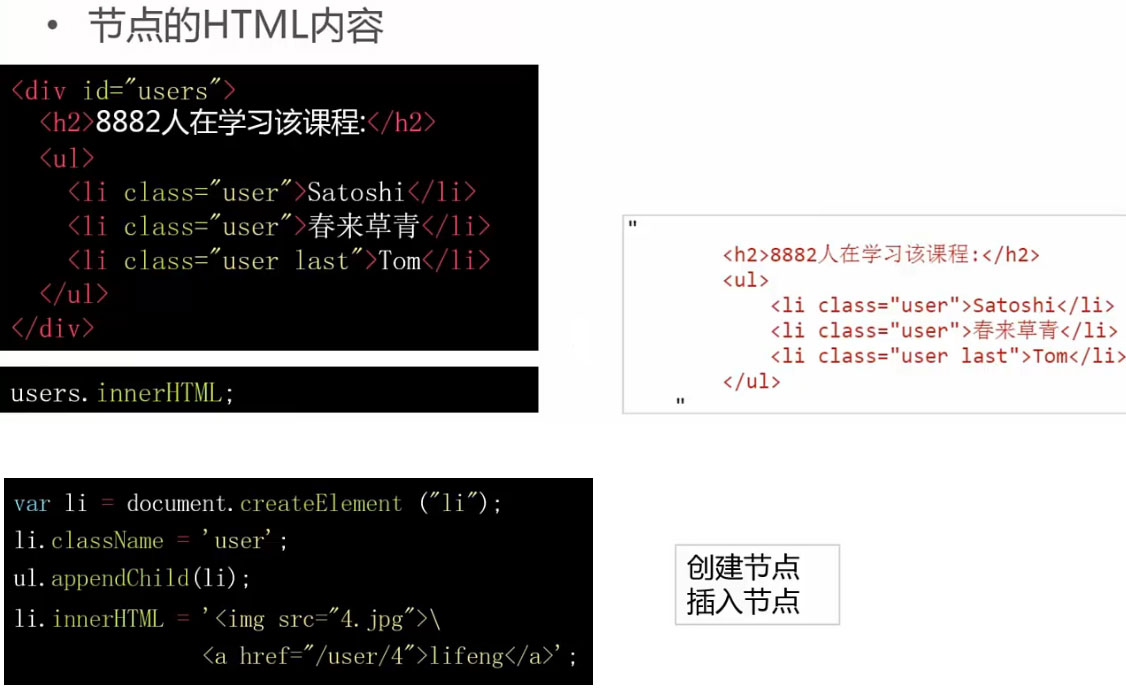 • 节点的HTML内容
<div id="users">
<h2>8882人在学习该课程:</h2>
<ul>
<li class="user">Satoshi</li>
<li class="user">春来草青</li>
<li class="user last">Tom</li>
</ul>
</div>
users.innerHTML;
"
<h2>8882人在学习该课程:</h2>
<ul>
<li class="user">Satoshi</li>
<li class="user">春来草青</li>
<li class="user last">Tom</li>
</ul>
"
var li = document.createElement ("li");
li.className = 'user';
ul.appendChild(li);
li.innerHTML = '<img src="4.jpg">\
<a href="/user/4">lifeng</a>';
创建节点
插入节点